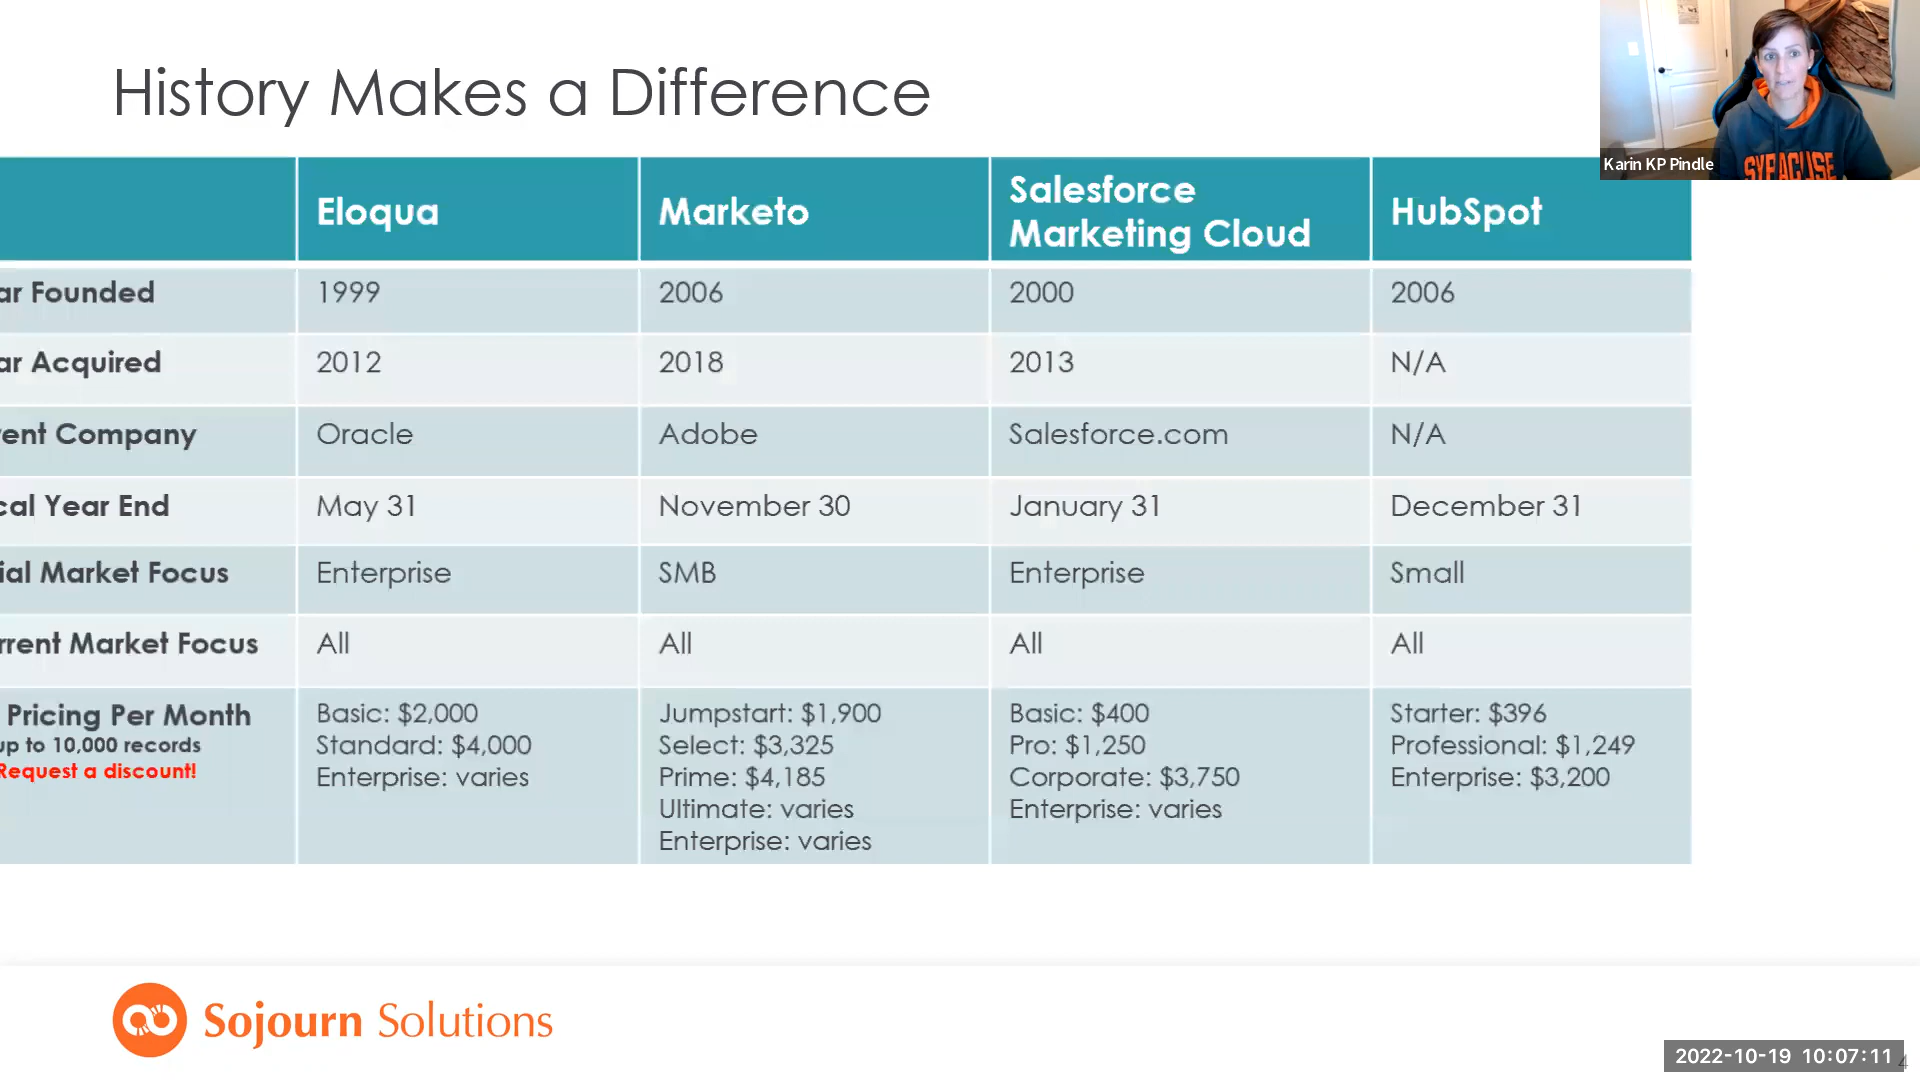 History Makes a Difference
Karin KP Pindle
SYRACUSE
Eloqua Marketo Salesforce Marketing Cloud HubSpot
ar Founded 1999 2006 2000 2006
ar Acquired 2012 2018 2013 N/A
ent Company Oracle Adobe Salesforce.com N/A
cal Year End May 31 November 30 January 31 December 31
ial Market Focus Enterprise SMB Enterprise Small
rrent Market Focus All All All All
Pricing Per Month
up to 10,000 records
Request a discount!
Basic: $2,000
Standard: $4,000
Enterprise: varies
Jumpstart: $1,900
Select: $3,325
Prime: $4,185
Ultimate: varies
Enterprise: varies
Basic: $400
Pro: $1,250
Corporate: $3,750
Enterprise: varies
Starter: $396
Professional: $1,249
Enterprise: $3,200
Sojourn Solutions
2022-10-19 10:07:11
4